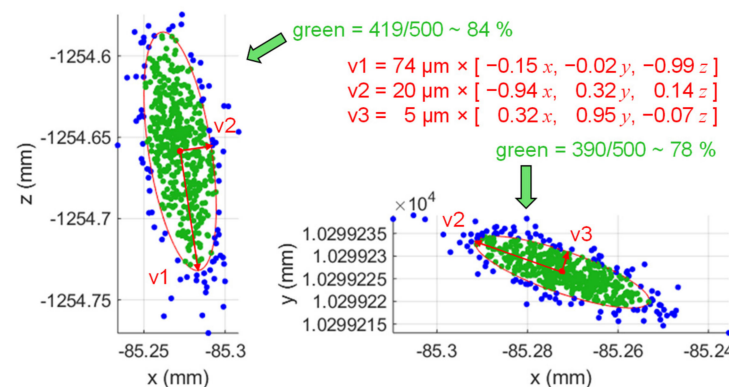 green = 419/500 ~ 84 %
v1 = 74 µm × [ −0.15 x, −0.02 y, −0.99 z ]
v2 = 20 µm × [ −0.94 x, 0.32 y, 0.14 z ]
v3 = 5 µm × [ 0.32 x, 0.95 y, −0.07 z ]
-1254.6
-1254.65
-1254.7
-1254.75
z (mm)
v2
v1
-85.25
-85.3
x (mm)
green = 390/500 ~ 78 %
×10⁴
1.0299235
1.029923
1.0299225
1.029922
1.0299215
y (mm)
v2
v3
-85.3
-85.28
-85.26
-85.24
x (mm)